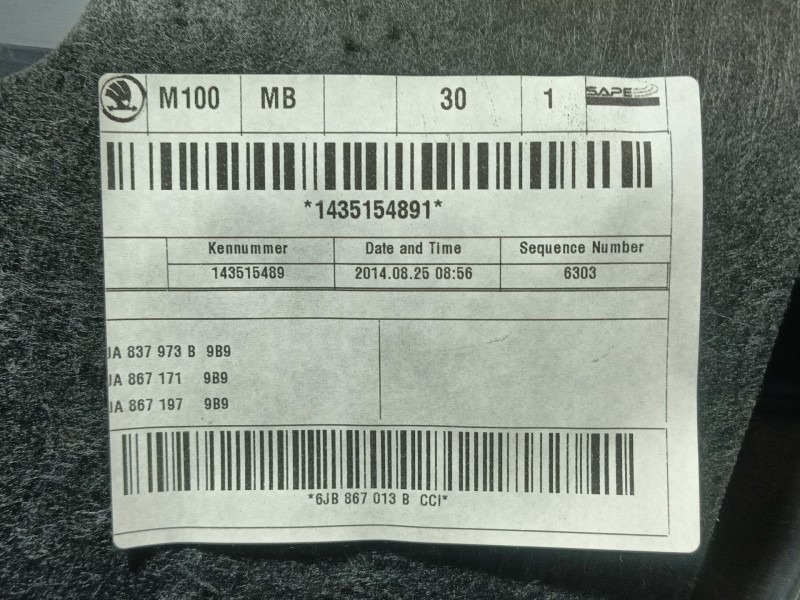 M100 MB 30 1 SAPE
*1435154891*
Kennummer Date and Time Sequence Number
143515489 2014.08.25 08:56 6303
JA 837 973 B 9B9
JA 867 171 9B9
JA 867 197 9B9
*6JB 867 013 B CCI*